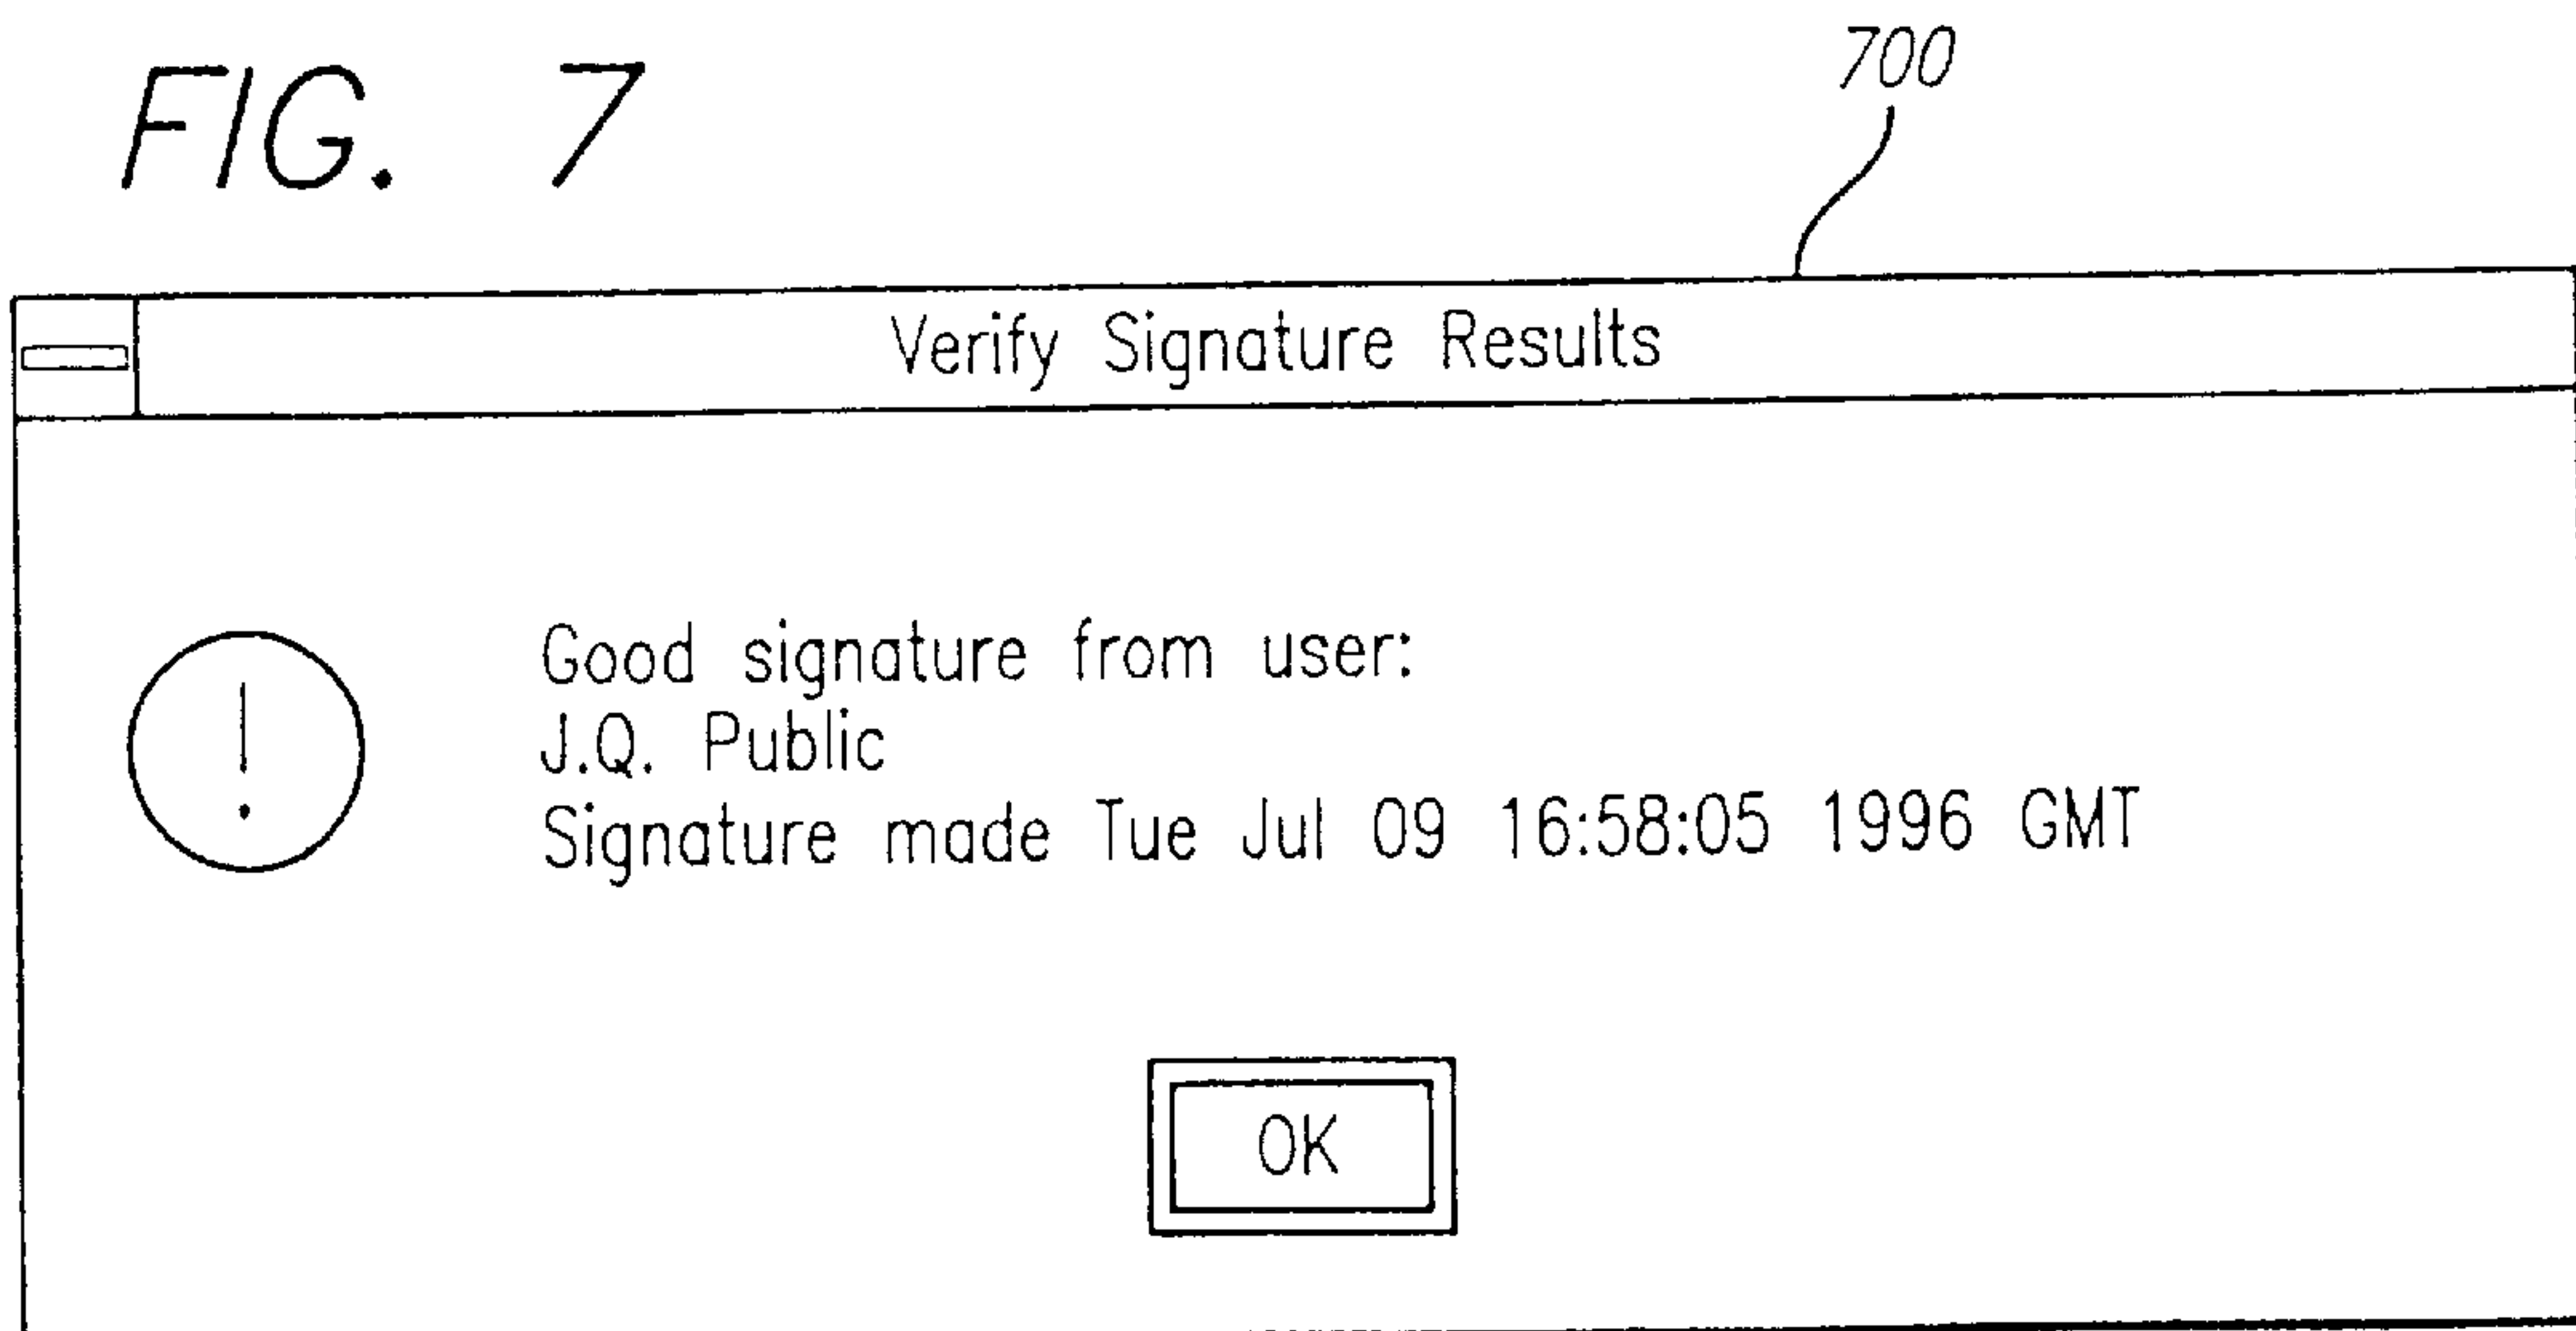 FIG. 7
700
Verify Signature Results
!
Good signature from user:
J.Q. Public
Signature made Tue Jul 09 16:58:05 1996 GMT
OK